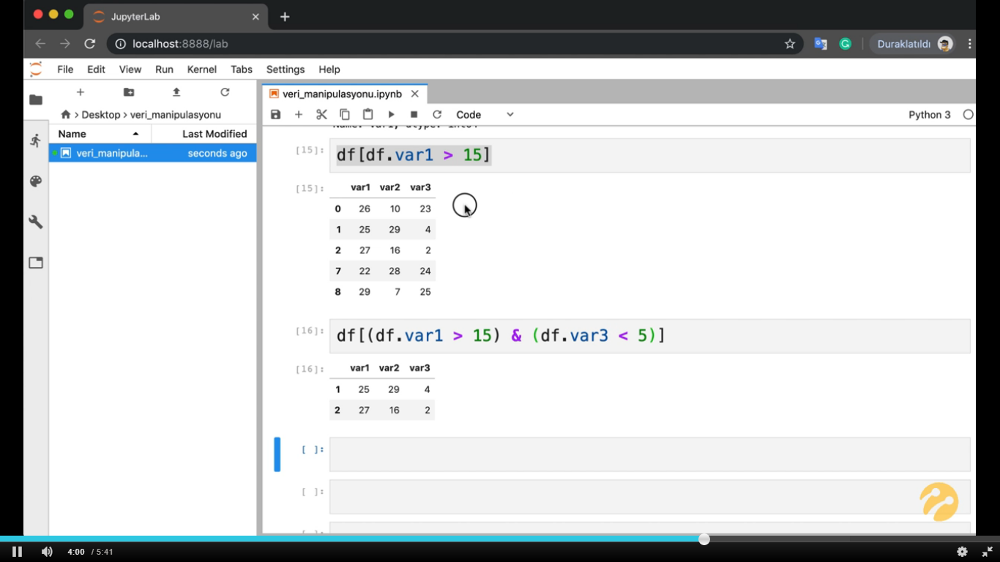 JupyterLab
localhost:8888/lab
Duraklatıldı
File Edit View Run Kernel Tabs Settings Help
veri_manipulasyonu.ipynb
Desktop > veri_manipulasyonu
Code
Python 3
Name Last Modified
veri_manipula... seconds ago
[15]: df[df.var1 > 15]
[15]: var1 var2 var3
0 26 10 23
1 25 29 4
2 27 16 2
7 22 28 24
8 29 7 25
[16]: df[(df.var1 > 15) & (df.var3 < 5)]
[16]: var1 var2 var3
1 25 29 4
2 27 16 2
[ ]:
[ ]:
4:00 / 5:41